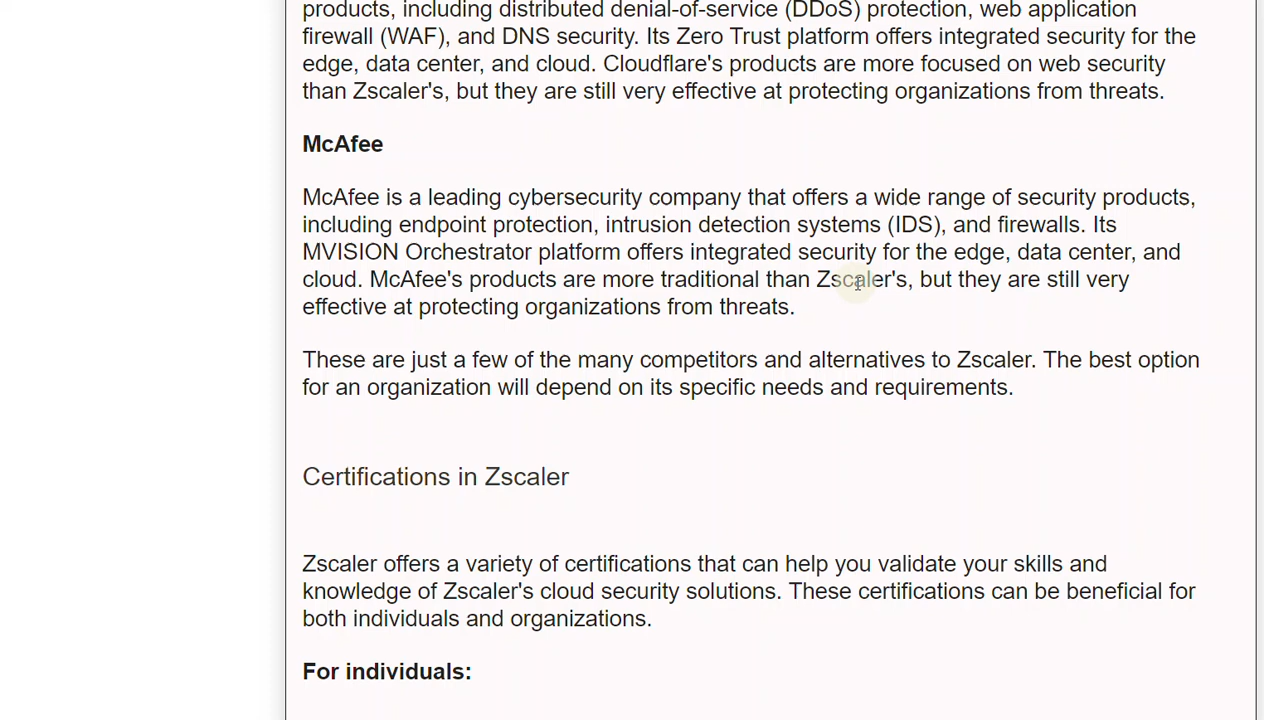 products, including distributed denial-of-service (DDoS) protection, web application
firewall (WAF), and DNS security. Its Zero Trust platform offers integrated security for the
edge, data center, and cloud. Cloudflare's products are more focused on web security
than Zscaler's, but they are still very effective at protecting organizations from threats.
McAfee
McAfee is a leading cybersecurity company that offers a wide range of security products,
including endpoint protection, intrusion detection systems (IDS), and firewalls. Its
MVISION Orchestrator platform offers integrated security for the edge, data center, and
cloud. McAfee's products are more traditional than Zscaler's, but they are still very
effective at protecting organizations from threats.
These are just a few of the many competitors and alternatives to Zscaler. The best option
for an organization will depend on its specific needs and requirements.
Certifications in Zscaler
Zscaler offers a variety of certifications that can help you validate your skills and
knowledge of Zscaler's cloud security solutions. These certifications can be beneficial for
both individuals and organizations.
For individuals: